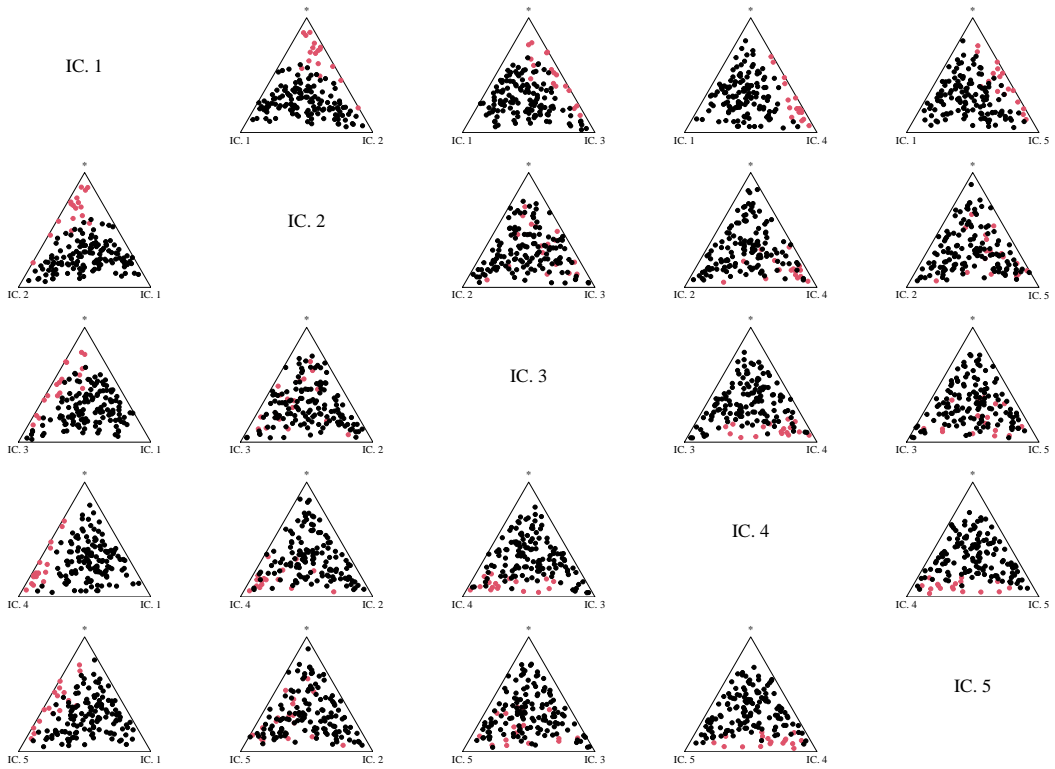 * * * *
IC. 1
IC. 1 IC. 2 IC. 1 IC. 3 IC. 1 IC. 4 IC. 1 IC. 5
* * * *
IC. 2
IC. 2 IC. 1 IC. 2 IC. 3 IC. 2 IC. 4 IC. 2 IC. 5
* * * *
IC. 3
IC. 3 IC. 1 IC. 3 IC. 2 IC. 3 IC. 4 IC. 3 IC. 5
* * * *
IC. 4
IC. 4 IC. 1 IC. 4 IC. 2 IC. 4 IC. 3 IC. 4 IC. 5
* * * *
IC. 5
IC. 5 IC. 1 IC. 5 IC. 2 IC. 5 IC. 3 IC. 5 IC. 4